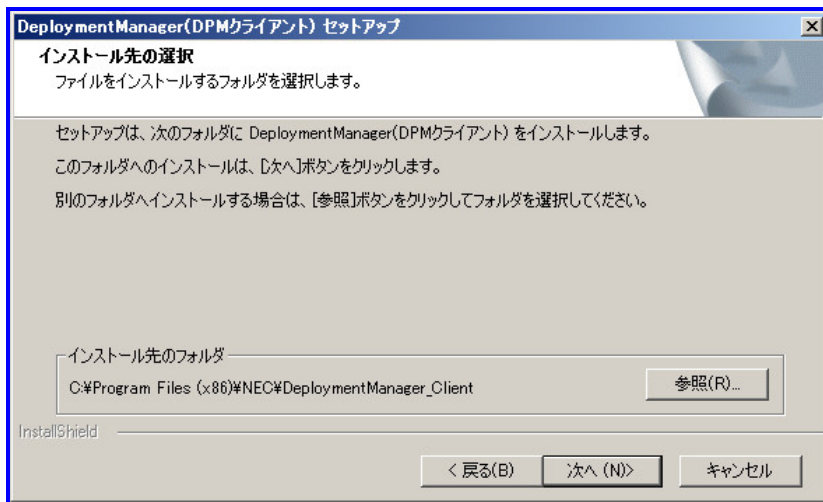 DeploymentManager(DPMクライアント) セットアップ
インストール先の選択
ファイルをインストールするフォルダを選択します。
セットアップは、次のフォルダに DeploymentManager(DPMクライアント) をインストールします。
このフォルダへのインストールは、[次へ]ボタンをクリックします。
別のフォルダへインストールする場合は、[参照]ボタンをクリックしてフォルダを選択してください。
インストール先のフォルダ
C:¥Program Files (x86)¥NEC¥DeploymentManager_Client
参照(R)...
InstallShield
< 戻る(B)
次へ (N)>
キャンセル